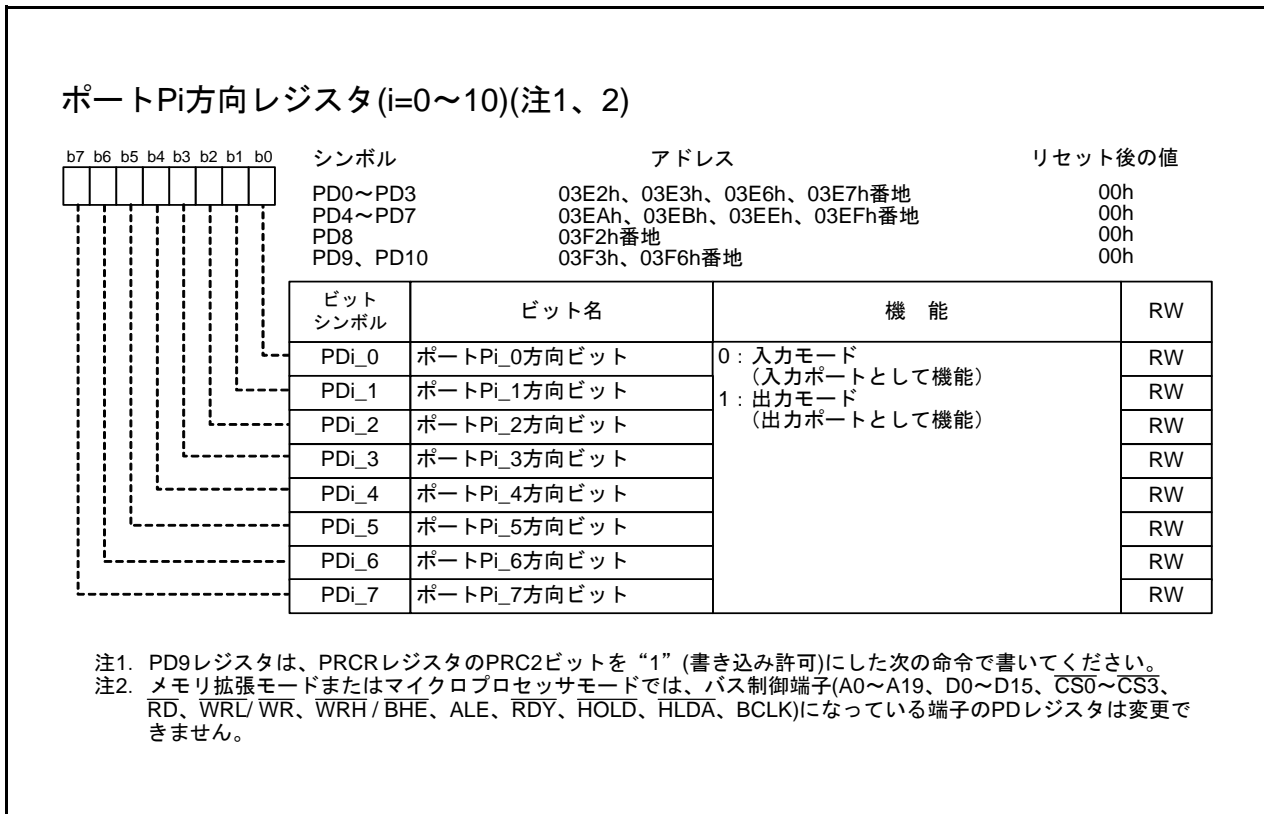 ポートPi方向レジスタ(i=0～10)(注1、2)
b7 b6 b5 b4 b3 b2 b1 b0 シンボル アドレス リセット後の値
PD0～PD3 03E2h、03E3h、03E6h、03E7h番地 00h
PD4～PD7 03EAh、03EBh、03EEh、03EFh番地 00h
PD8 03F2h番地 00h
PD9、PD10 03F3h、03F6h番地 00h
ビット
シンボル ビット名 機 能 RW
PDi_0 ポートPi_0方向ビット 0：入力モード RW
（入力ポートとして機能）
PDi_1 ポートPi_1方向ビット 1：出力モード RW
（出力ポートとして機能）
PDi_2 ポートPi_2方向ビット RW
PDi_3 ポートPi_3方向ビット RW
PDi_4 ポートPi_4方向ビット RW
PDi_5 ポートPi_5方向ビット RW
PDi_6 ポートPi_6方向ビット RW
PDi_7 ポートPi_7方向ビット RW
注1. PD9レジスタは、PRCRレジスタのPRC2ビットを“1”(書き込み許可)にした次の命令で書いてください。
注2. メモリ拡張モードまたはマイクロプロセッサモードでは、バス制御端子(A0～A19、D0～D15、CS0～CS3、
RD、WRL/ WR、WRH / BHE、ALE、RDY、HOLD、HLDA、BCLK)になっている端子のPDレジスタは変更で
きません。